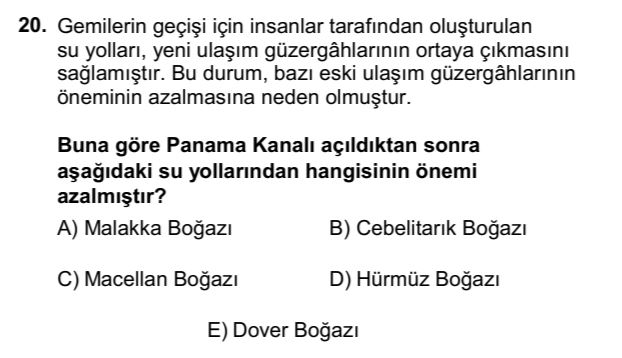 20. Gemilerin geçişi için insanlar tarafından oluşturulan
su yolları, yeni ulaşım güzergâhlarının ortaya çıkmasını
sağlamıştır. Bu durum, bazı eski ulaşım güzergâhlarının
öneminin azalmasına neden olmuştur.
Buna göre Panama Kanalı açıldıktan sonra
aşağıdaki su yollarından hangisinin önemi
azalmıştır?
A) Malakka Boğazı B) Cebelitarık Boğazı
C) Macellan Boğazı D) Hürmüz Boğazı
E) Dover Boğazı